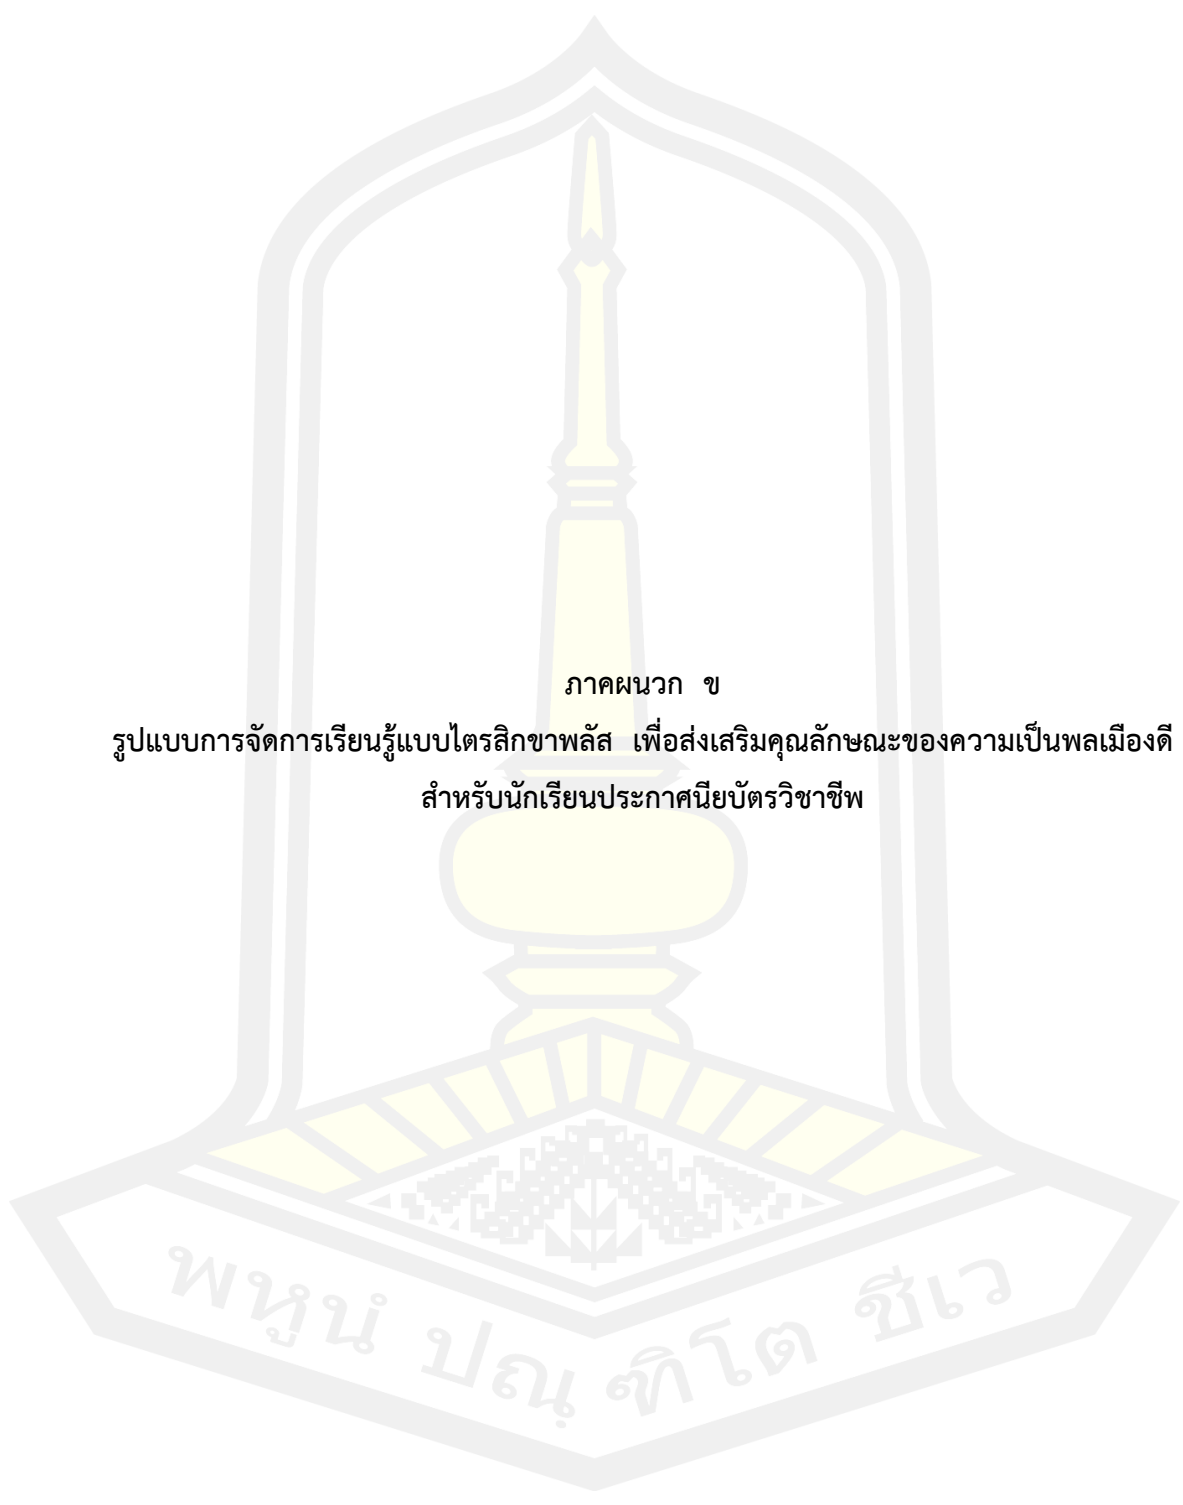 ภาคผนวก ข
รูปแบบการจัดการเรียนรู้แบบไตรสิกขาพลัส เพื่อส่งเสริมคุณลักษณะของความเป็นพลเมืองดี
สำหรับนักเรียนประกาศนียบัตรวิชาชีพ
พหูนํ ปณฺฑิโต ชีเว